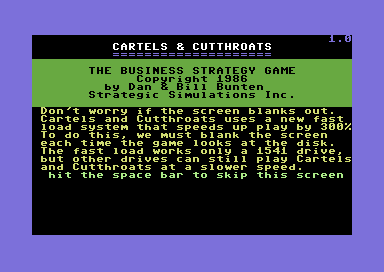 1.0
CARTELS & CUTTHROATS
====================
THE BUSINESS STRATEGY GAME
Copyright 1986
by Dan & Bill Bunten
Strategic Simulations Inc.
Don't worry if the screen blanks out.
Cartels and Cutthroats uses a new fast
load system that speeds up play by 300%
To do this, we must blank the screen
each time the game looks at the disk.
The fast load works only a 1541 drive,
but other drives can still play Cartels
and Cutthroats at a slower speed.
hit the space bar to skip this screen